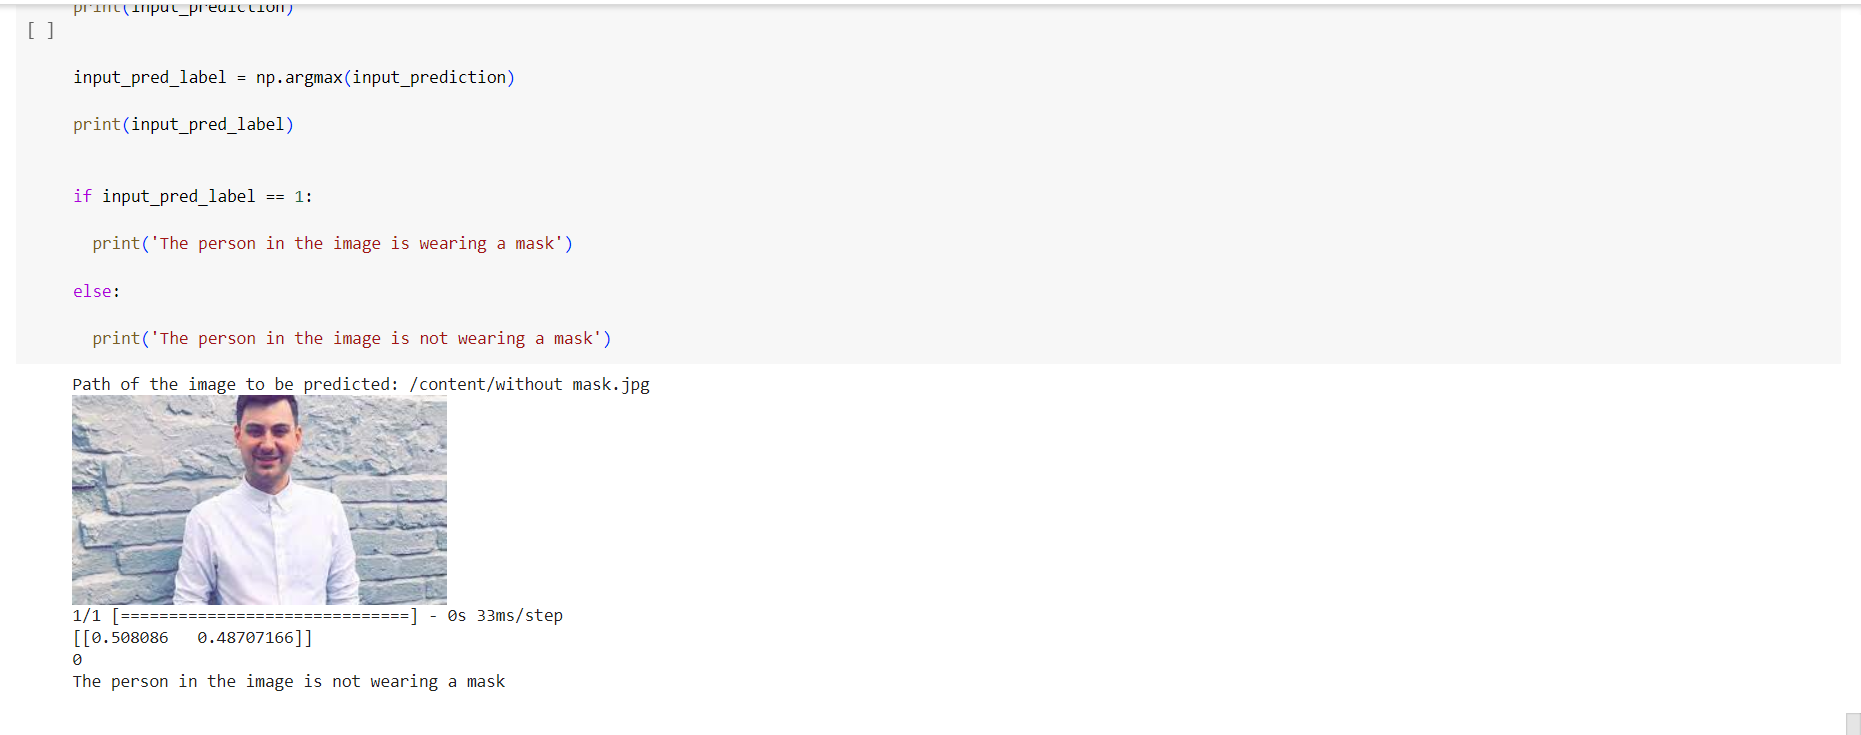 print(input_prediction)
[ ]
input_pred_label = np.argmax(input_prediction)
print(input_pred_label)
if input_pred_label == 1:
print('The person in the image is wearing a mask')
else:
print('The person in the image is not wearing a mask')
Path of the image to be predicted: /content/without mask.jpg
1/1 [==============================] - 0s 33ms/step
[[0.508086   0.48707166]]
0
The person in the image is not wearing a mask